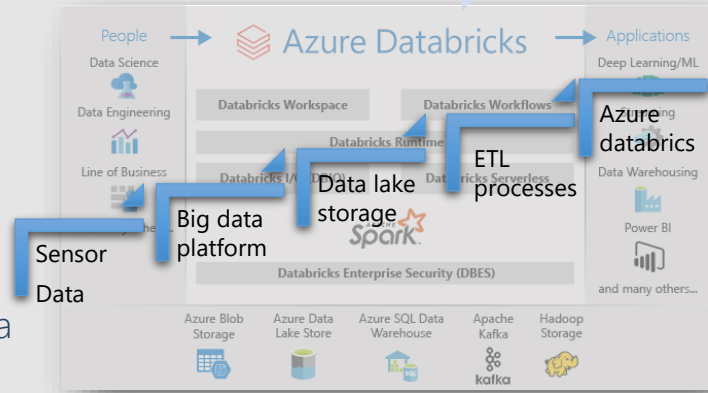 People
Azure Databricks
Applications
Data Science
Deep Learning/ML
Databricks Workspace
Databricks Workflows
Data Engineering
Azure
databrics
Databricks Runtime
ETL
processes
Line of Business
Data Warehousing
Data lake
storage
Big data
platform
APACHE
Spark
Power BI
Sensor
Data
Databricks Enterprise Security (DBES)
and many others...
Azure Blob
Storage
Azure Data
Lake Store
Azure SQL Data
Warehouse
Apache
Kafka
Hadoop
Storage
kafka
a